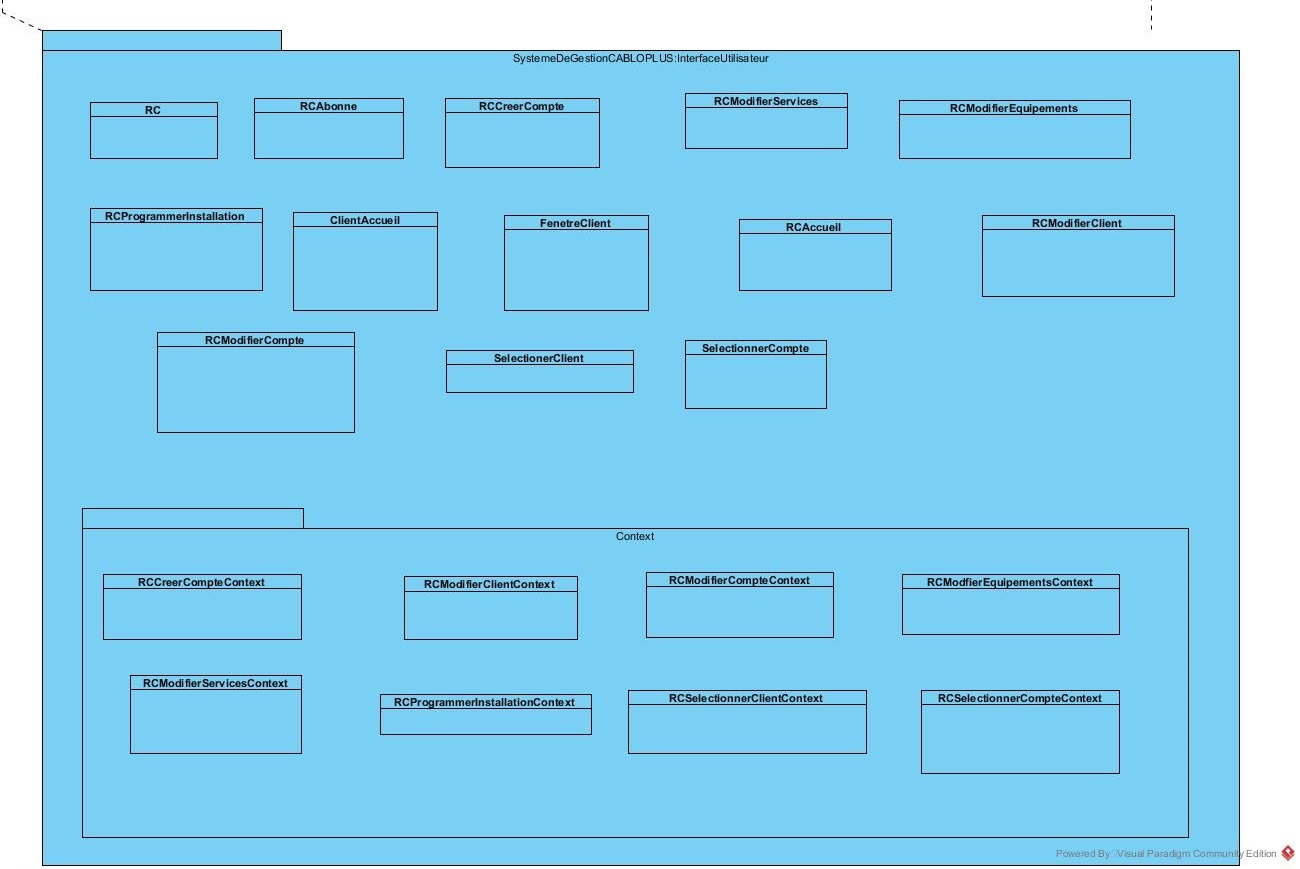 SystemeDeGestionCABLOPLUS:InterfaceUtilisateur
RC
RCAbonne
RCCreerCompte
RCModifierServices
RCModifierEquipements
RCProgrammerInstallation
ClientAccueil
FenetreClient
RCAccueil
RCModifierClient
RCModifierCompte
SelectionerClient
SelectionnerCompte
Context
RCCreerCompteContext
RCModifierClientContext
RCModifierCompteContext
RCModfierEquipementsContext
RCModifierServicesContext
RCProgrammerInstallationContext
RCSelectionnerClientContext
RCSelectionnerCompteContext
Powered By Visual Paradigm Community Edition